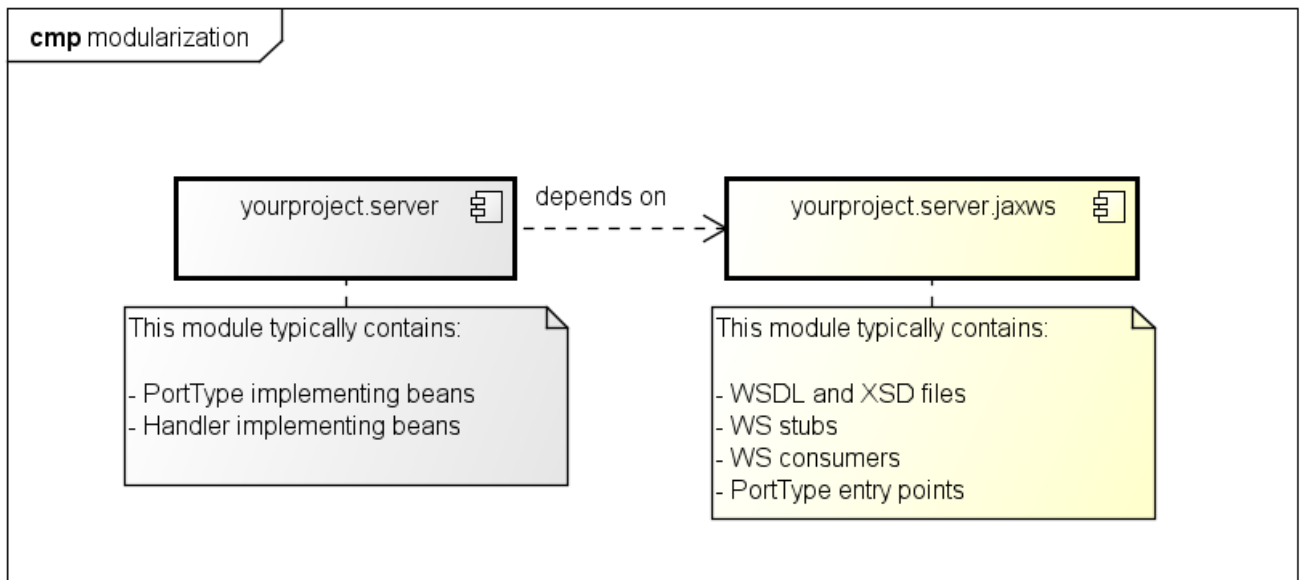 cmp modularization
yourproject.server
depends on
yourproject.server.jaxws
This module typically contains:
- PortType implementing beans
- Handler implementing beans
This module typically contains:
- WSDL and XSD files
- WS stubs
- WS consumers
- PortType entry points